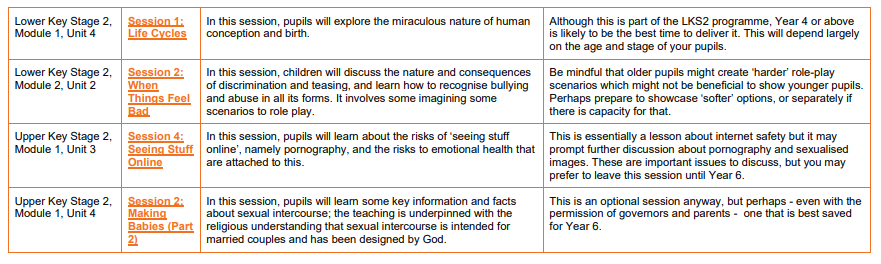 Lower Key Stage 2,
Module 1, Unit 4
Session 1:
Life Cycles
In this session, pupils will explore the miraculous nature of human
conception and birth.
Although this is part of the LKS2 programme, Year 4 or above
is likely to be the best time to deliver it. This will depend largely
on the age and stage of your pupils.
Lower Key Stage 2,
Module 2, Unit 2
Session 2:
When
Things Feel
Bad
In this session, children will discuss the nature and consequences
of discrimination and teasing, and learn how to recognise bullying
and abuse in all its forms. It involves some imagining some
scenarios to role play.
Be mindful that older pupils might create ‘harder’ role-play
scenarios which might not be beneficial to show younger pupils.
Perhaps prepare to showcase ‘softer’ options, or separately if
there is capacity for that.
Upper Key Stage 2,
Module 1, Unit 3
Session 4:
Seeing Stuff
Online
In this session, pupils will learn about the risks of ‘seeing stuff
online’, namely pornography, and the risks to emotional health that
are attached to this.
This is essentially a lesson about internet safety but it may
prompt further discussion about pornography and sexualised
images. These are important issues to discuss, but you may
prefer to leave this session until Year 6.
Upper Key Stage 2,
Module 1, Unit 4
Session 2:
Making
Babies (Part
2)
In this session, pupils will learn some key information and facts
about sexual intercourse; the teaching is underpinned with the
religious understanding that sexual intercourse is intended for
married couples and has been designed by God.
This is an optional session anyway, but perhaps - even with the
permission of governors and parents - one that is best saved
for Year 6.